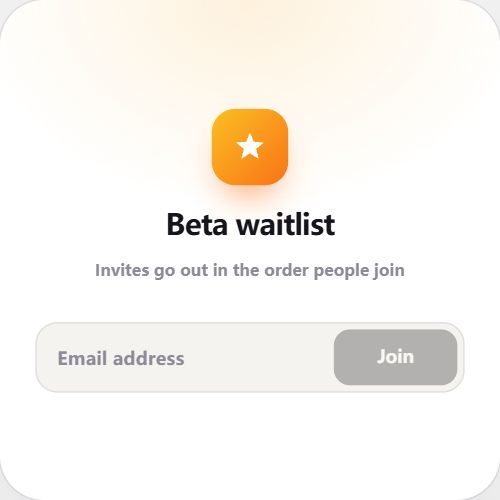 Beta waitlist
Invites go out in the order people join
Email address
Join